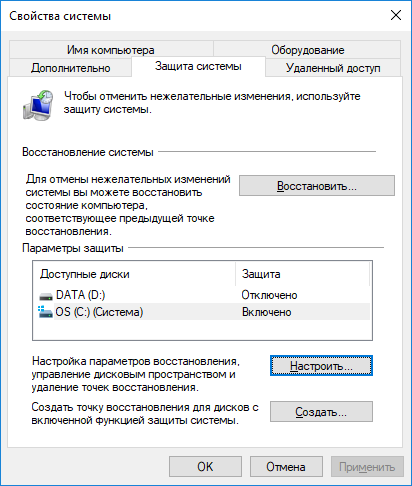 Свойства системы
Имя компьютера
Оборудование
Дополнительно
Защита системы
Удаленный доступ
Чтобы отменить нежелательные изменения, используйте
защиту системы.
Восстановление системы
Для отмены нежелательных изменений
системы вы можете восстановить
состояние компьютера,
соответствующее предыдущей точке
восстановления.
Восстановить...
Параметры защиты
Доступные диски
Защита
DATA (D:)
Отключено
OS (C:) (Система)
Включено
Настройка параметров восстановления,
управление дисковым пространством и
удаление точек восстановления.
Настроить...
Создать точку восстановления для дисков с
включенной функцией защиты системы.
Создать...
ОК
Отмена
Применить